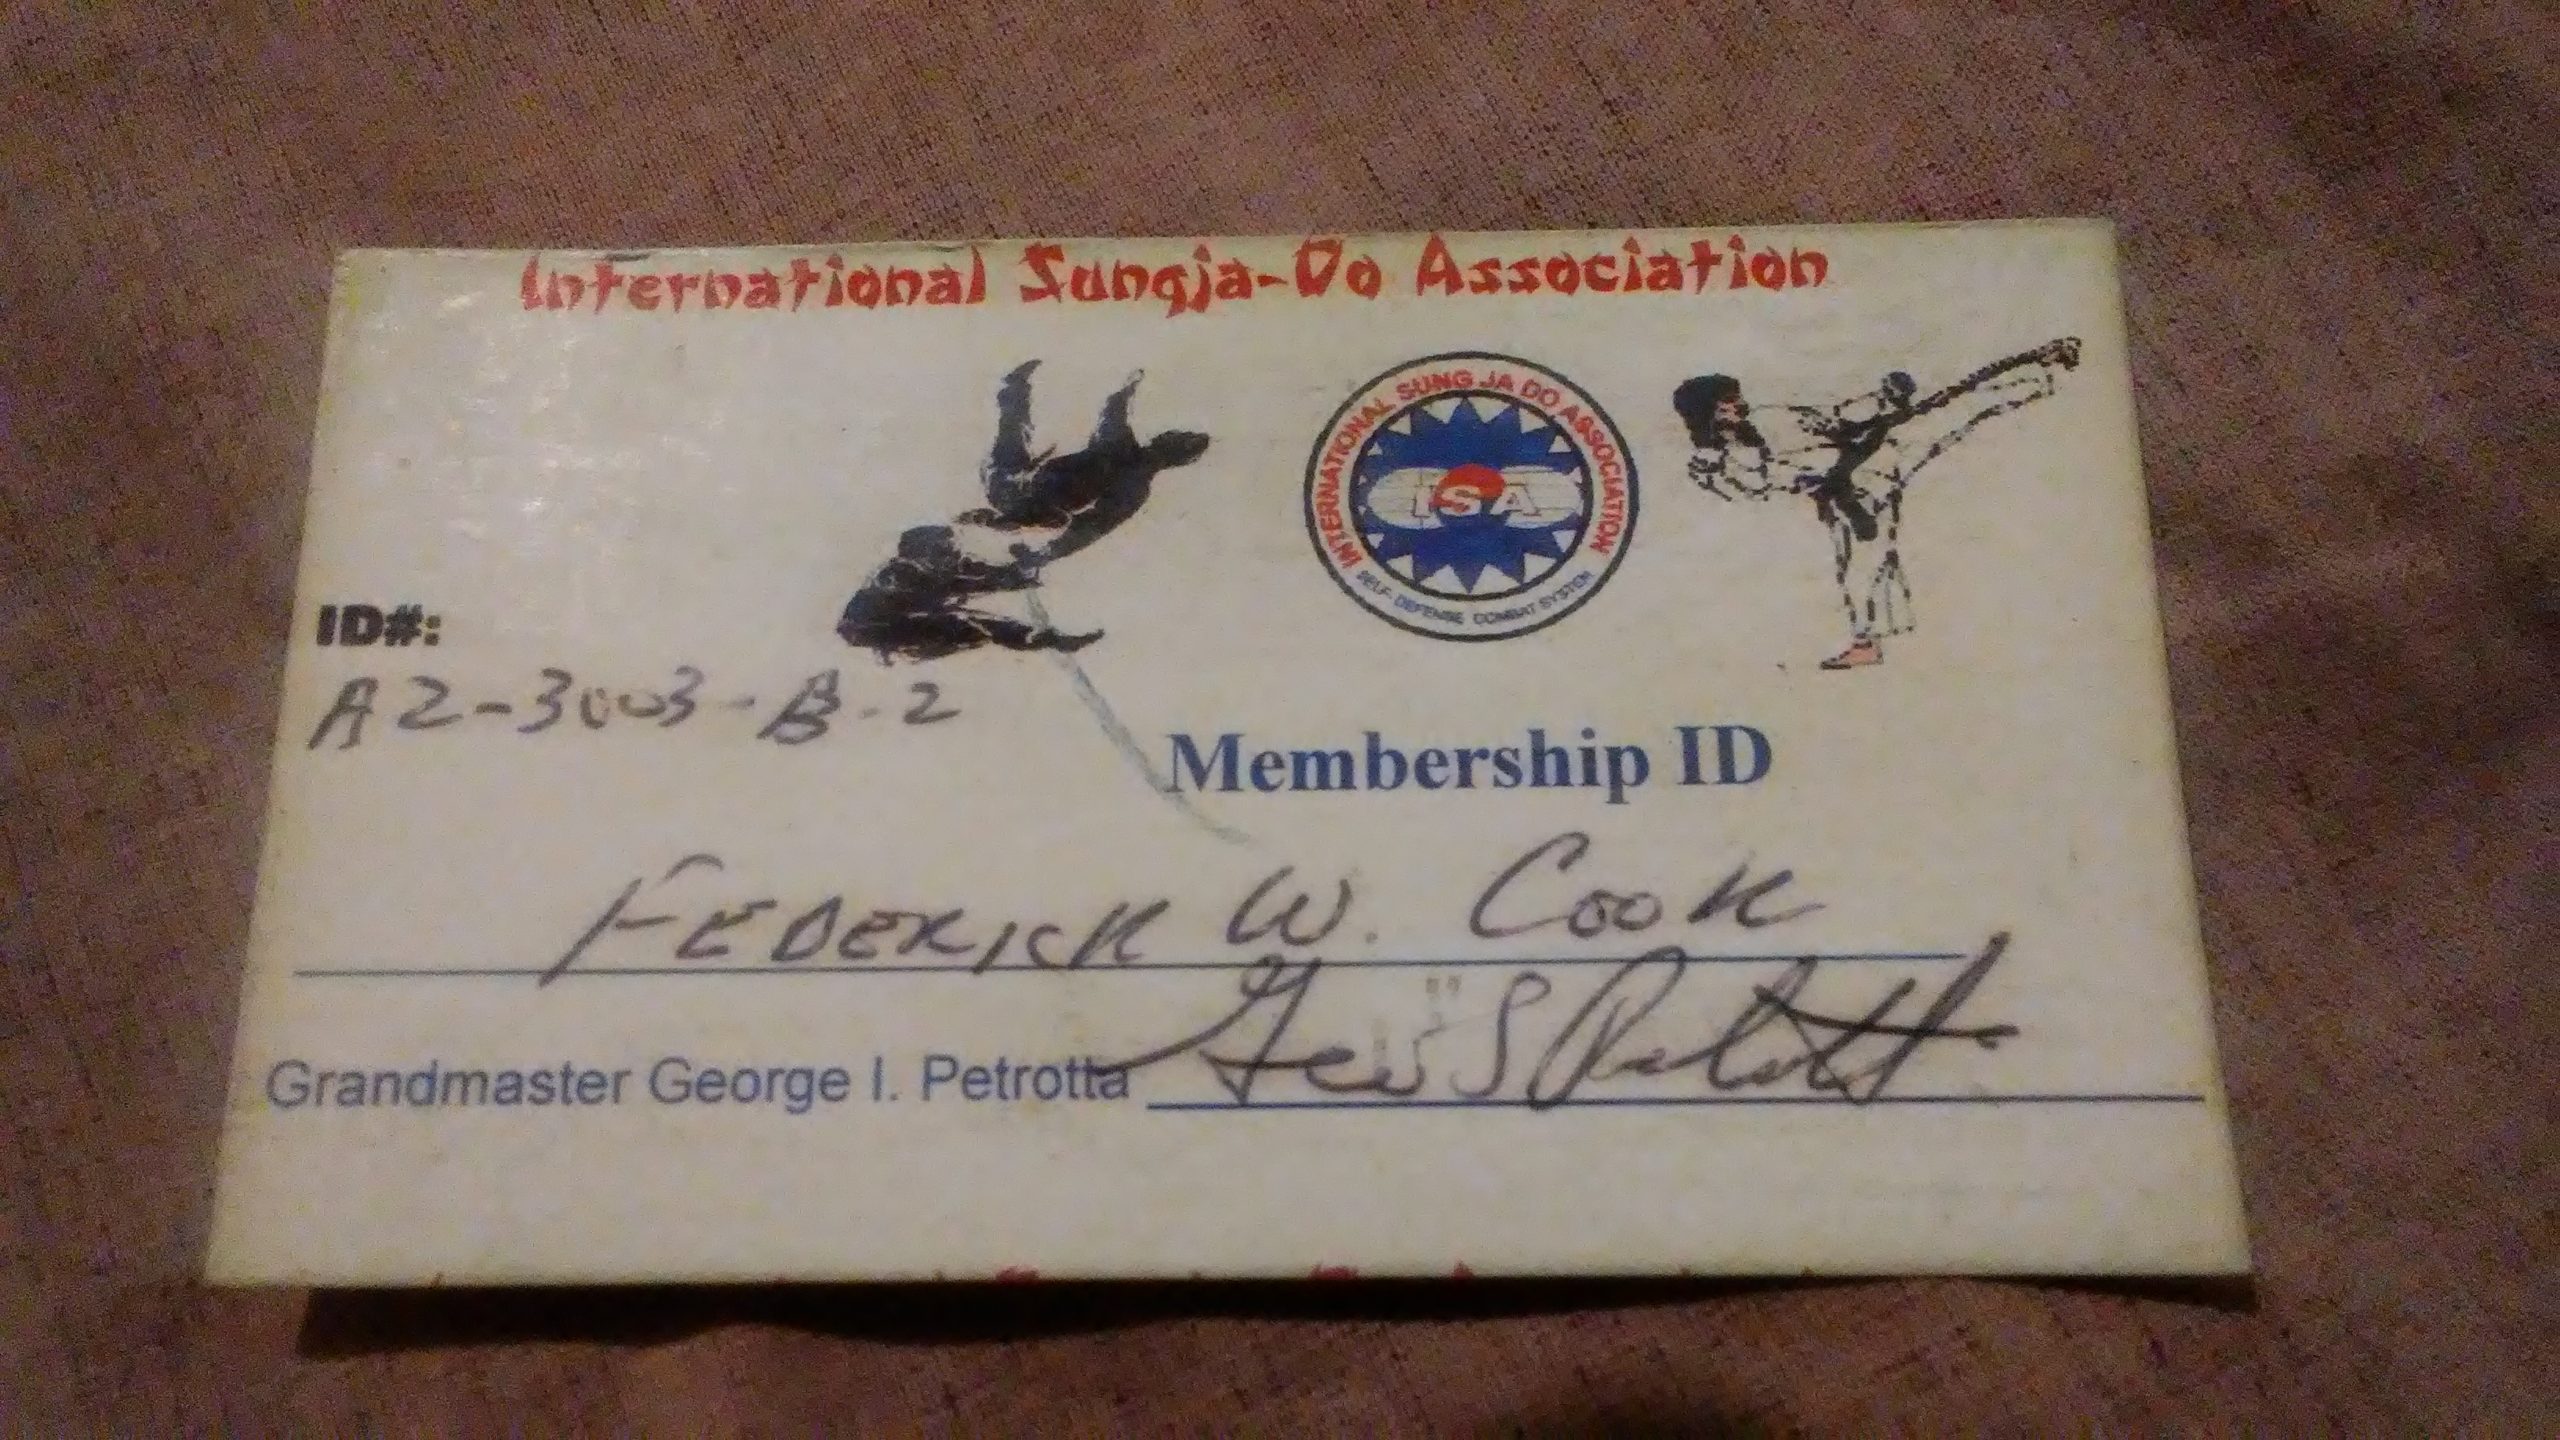 International Sungja-Do Association
INTERNATIONAL SUNG JA DO ASSOCIATION
ISA
SELF-DEFENSE COMBAT SYSTEM
ID#:
A2-3003-B-2
Membership ID
FEDERICK W. COOK
Grandmaster George I. Petrotta